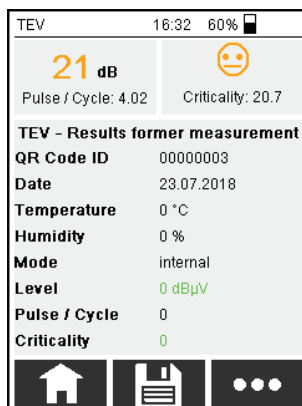 TEV 16:32 60%
21 dB
Pulse / Cycle: 4.02 Criticality: 20.7
TEV - Results former measurement
QR Code ID 00000003
Date 23.07.2018
Temperature 0 °C
Humidity 0 %
Mode internal
Level 0 dBµV
Pulse / Cycle 0
Criticality 0